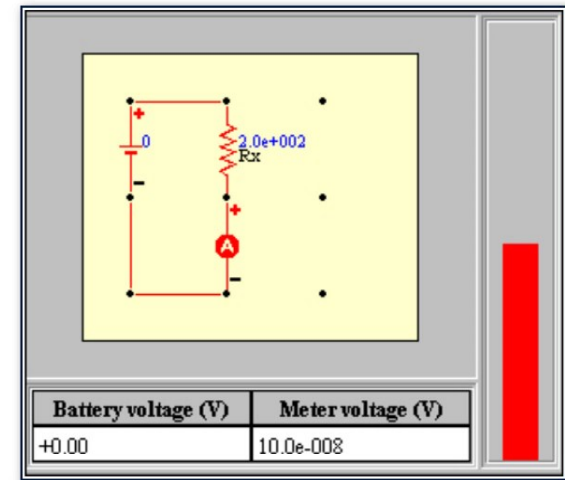 +
0
2.0e+002
Rx
-
+
A
-
Battery voltage (V) Meter voltage (V)
+0.00 10.0e-008